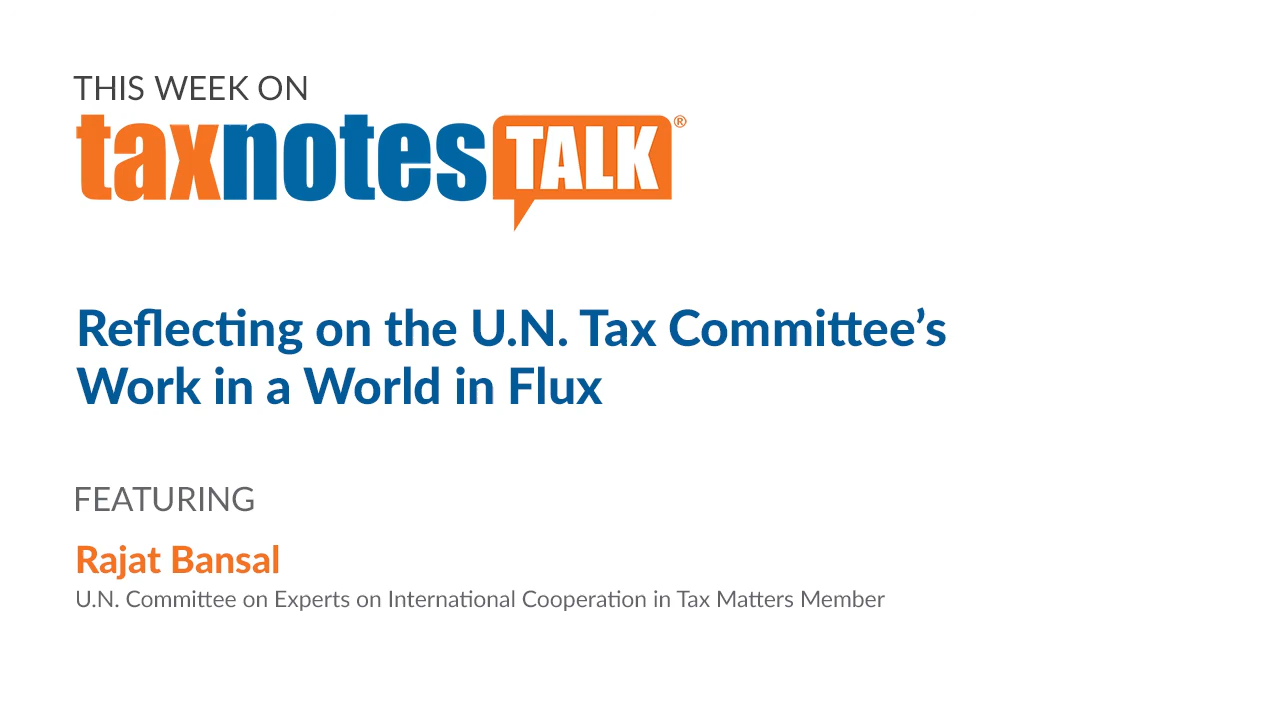 THIS WEEK ON
taxnotes TALK®
Reflecting on the U.N. Tax Committee’s
Work in a World in Flux
FEATURING
Rajat Bansal
U.N. Committee on Experts on International Cooperation in Tax Matters Member